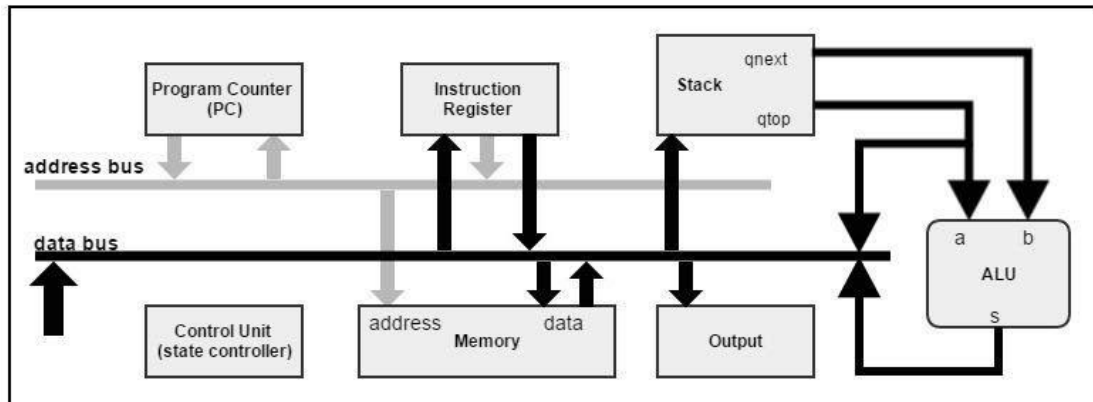 Program Counter
(PC)
Instruction
Register
Stack
qnext
qtop
address bus
data bus
a
b
ALU
s
Control Unit
(state controller)
address
data
Memory
Output